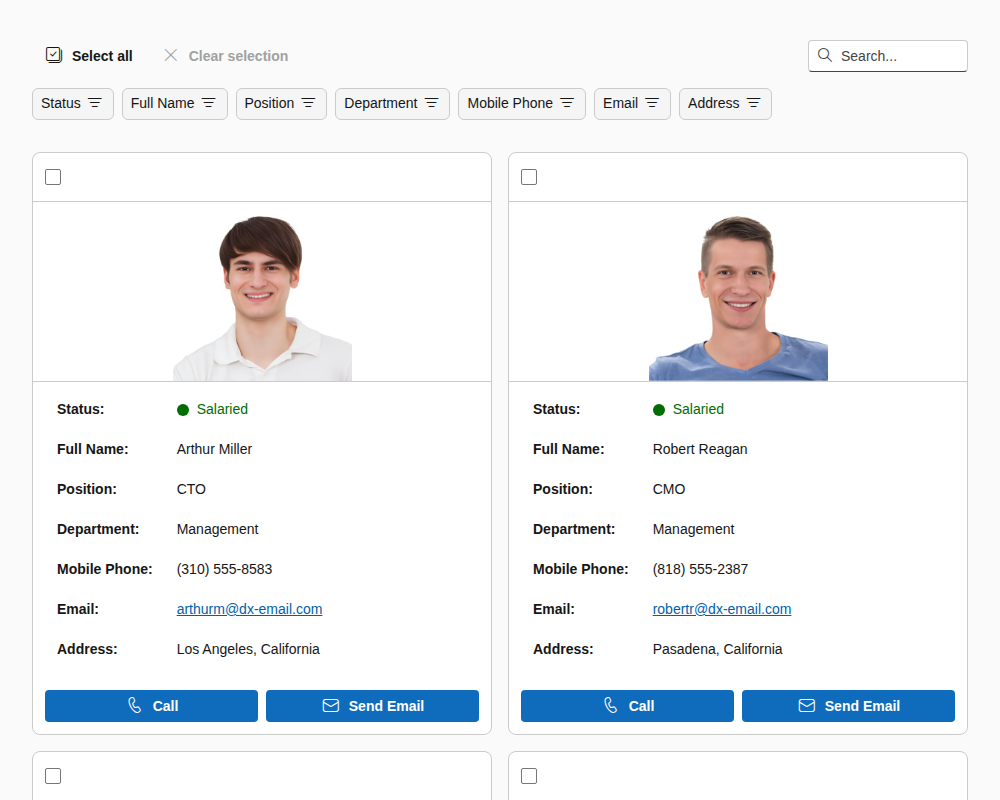 Select all
Clear selection
Search...
Status
Full Name
Position
Department
Mobile Phone
Email
Address
Status: Salaried
Full Name: Arthur Miller
Position: CTO
Department: Management
Mobile Phone: (310) 555-8583
Email: arthurm@dx-email.com
Address: Los Angeles, California
Call
Send Email
Status: Salaried
Full Name: Robert Reagan
Position: CMO
Department: Management
Mobile Phone: (818) 555-2387
Email: robertr@dx-email.com
Address: Pasadena, California
Call
Send Email